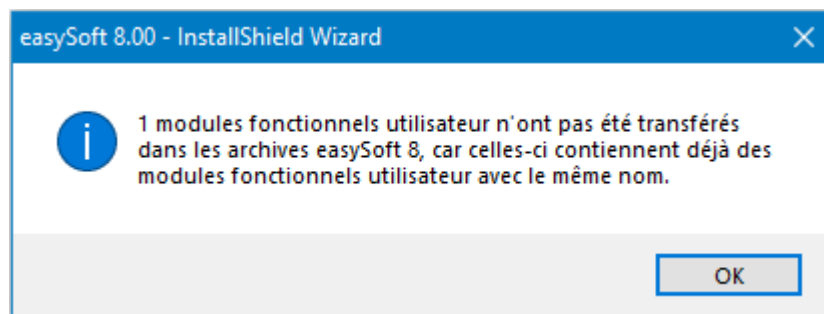 easySoft 8.00 - InstallShield Wizard
1 modules fonctionnels utilisateur n'ont pas été transférés
dans les archives easySoft 8, car celles-ci contiennent déjà des
modules fonctionnels utilisateur avec le même nom.
OK